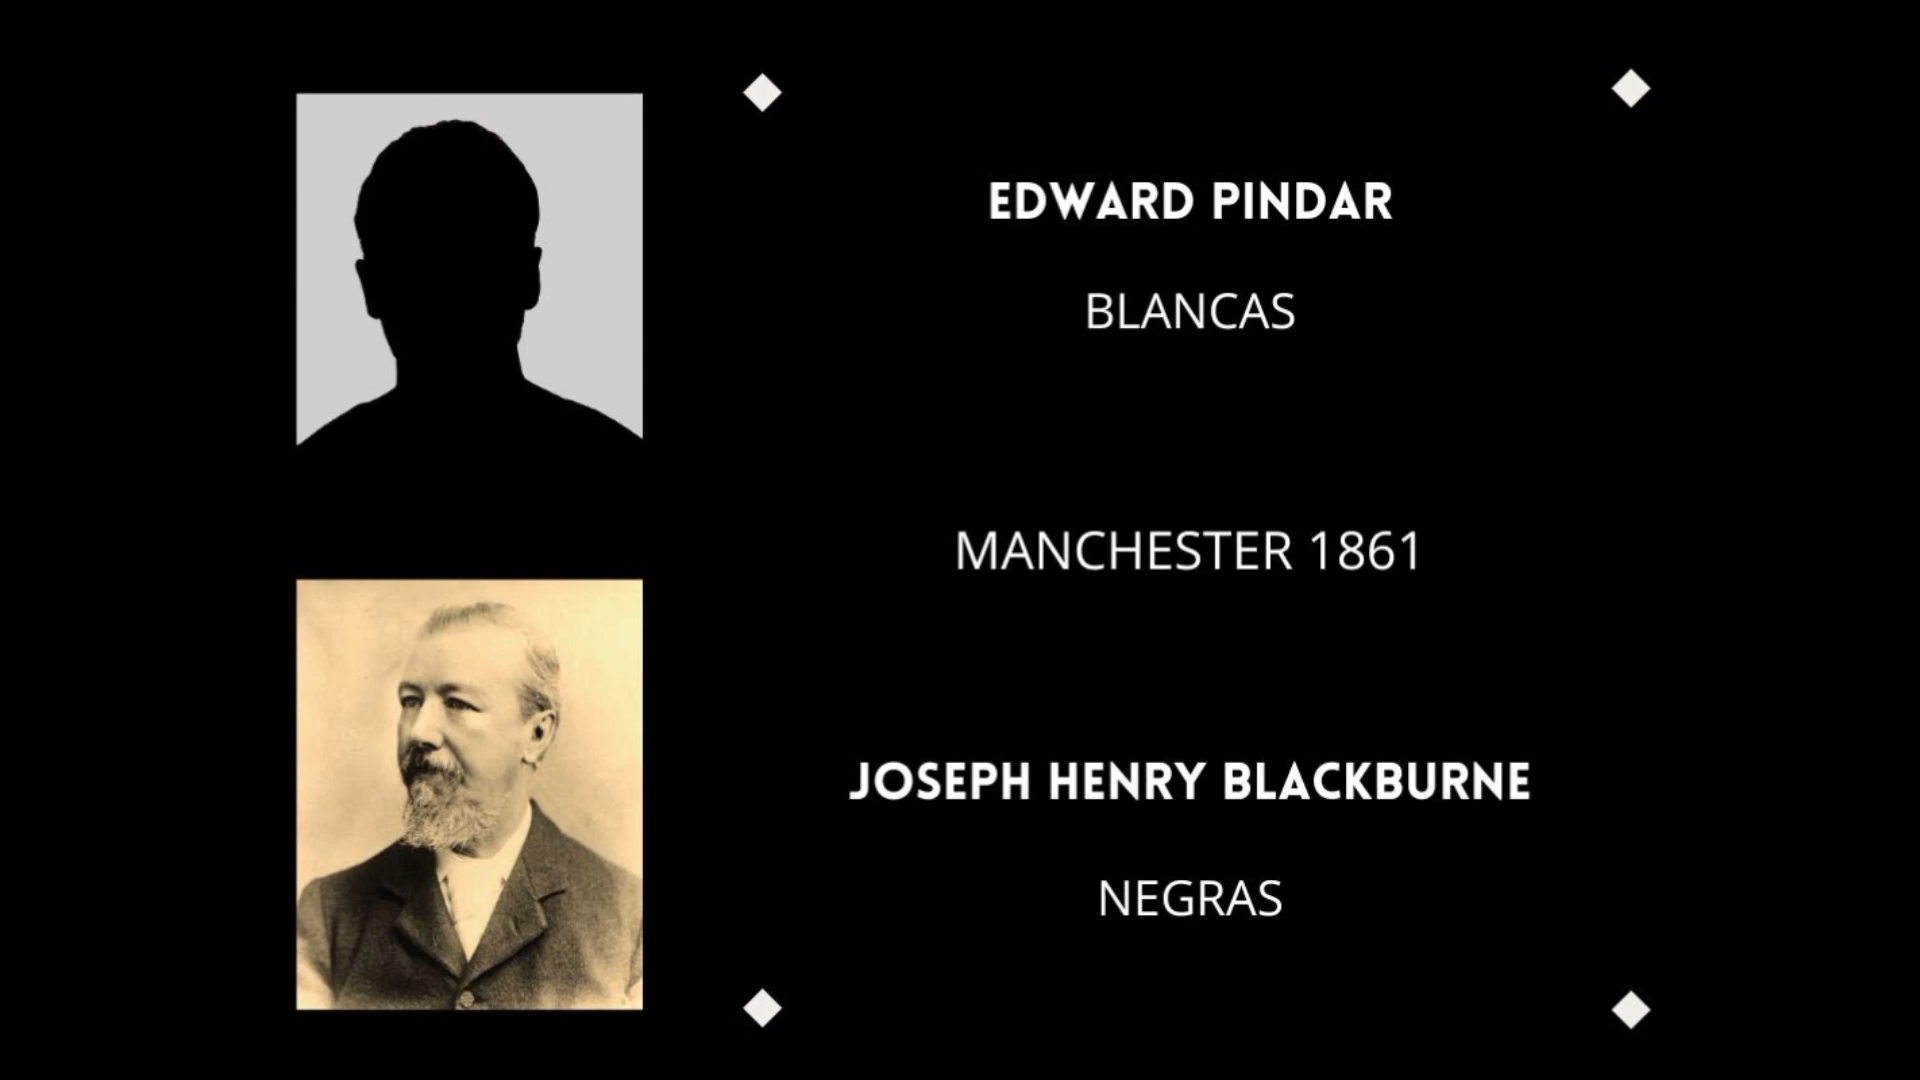 EDWARD PINDAR
BLANCAS
MANCHESTER 1861
JOSEPH HENRY BLACKBURNE
NEGRAS